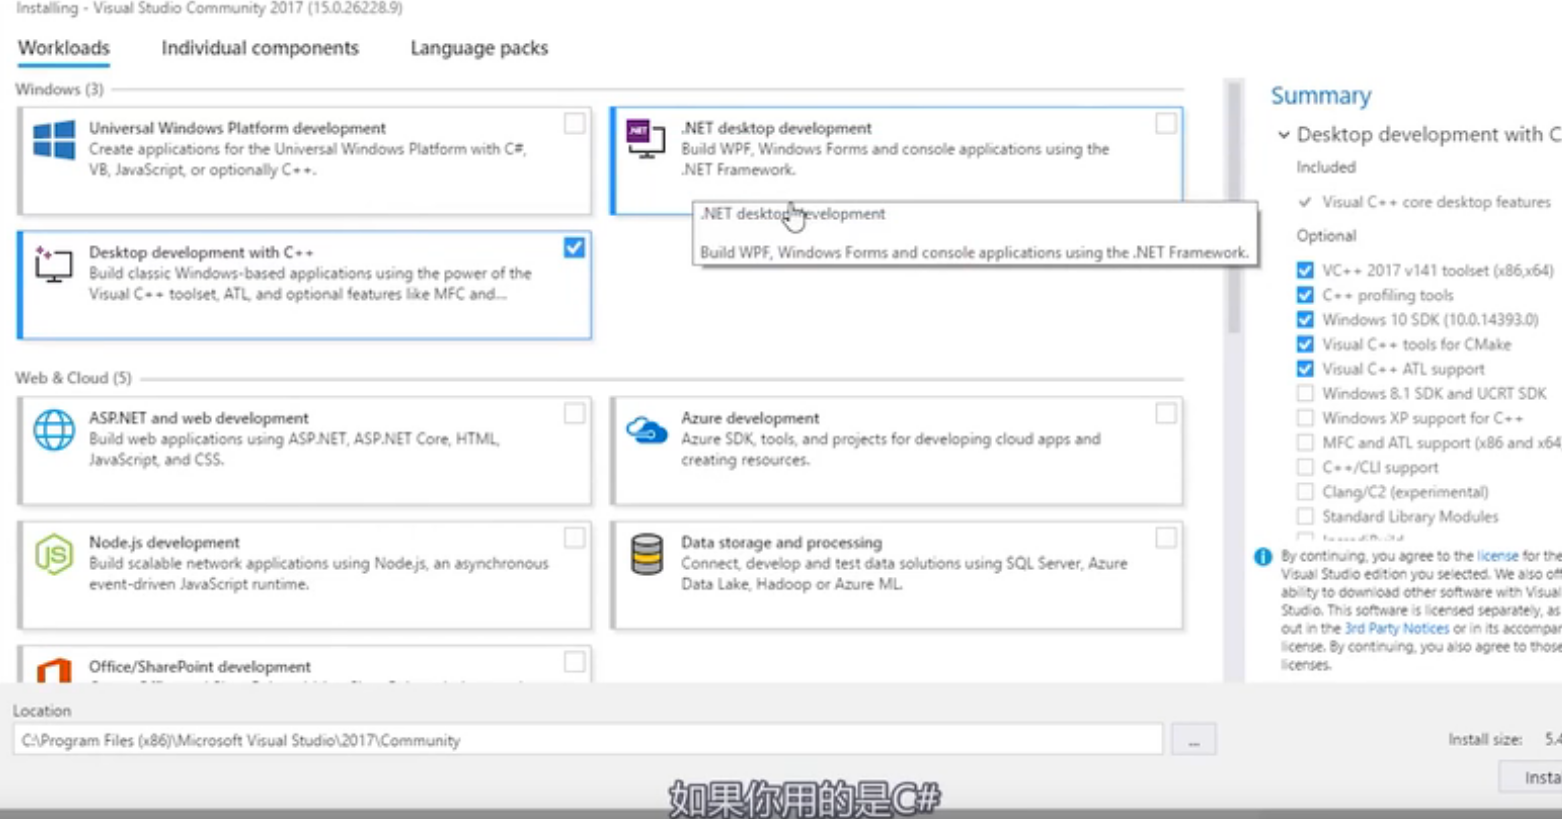 Installing - Visual Studio Community 2017 (15.0.26228.9)
Workloads
Individual components
Language packs
Windows (3)
Universal Windows Platform development
Create applications for the Universal Windows Platform with C#,
VB, JavaScript, or optionally C++.
.NET desktop development
Build WPF, Windows Forms and console applications using the
.NET Framework.
.NET desktop development
Build WPF, Windows Forms and console applications using the .NET Framework.
Desktop development with C++
Build classic Windows-based applications using the power of the
Visual C++ toolset, ATL, and optional features like MFC and...
Web & Cloud (5)
ASP.NET and web development
Build web applications using ASP.NET, ASP.NET Core, HTML,
JavaScript, and CSS.
Azure development
Azure SDK, tools, and projects for developing cloud apps and
creating resources.
Node.js development
Build scalable network applications using Node.js, an asynchronous
event-driven JavaScript runtime.
Data storage and processing
Connect, develop and test data solutions using SQL Server, Azure
Data Lake, Hadoop or Azure ML.
Office/SharePoint development
Summary
Desktop development with C
Included
Visual C++ core desktop features
Optional
VC++ 2017 v141 toolset (x86,x64)
C++ profiling tools
Windows 10 SDK (10.0.14393.0)
Visual C++ tools for CMake
Visual C++ ATL support
Windows 8.1 SDK and UCRT SDK
Windows XP support for C++
MFC and ATL support (x86 and x64
C++/CLI support
Clang/C2 (experimental)
Standard Library Modules
By continuing, you agree to the license for the
Visual Studio edition you selected. We also off
ability to download other software with Visual
Studio. This software is licensed separately, as
out in the 3rd Party Notices or in its accompan
license. By continuing, you also agree to those
licenses.
Location
C:\Program Files (x86)\Microsoft Visual Studio\2017\Community
...
Install size: 5.4
Insta
如果你用的是C#